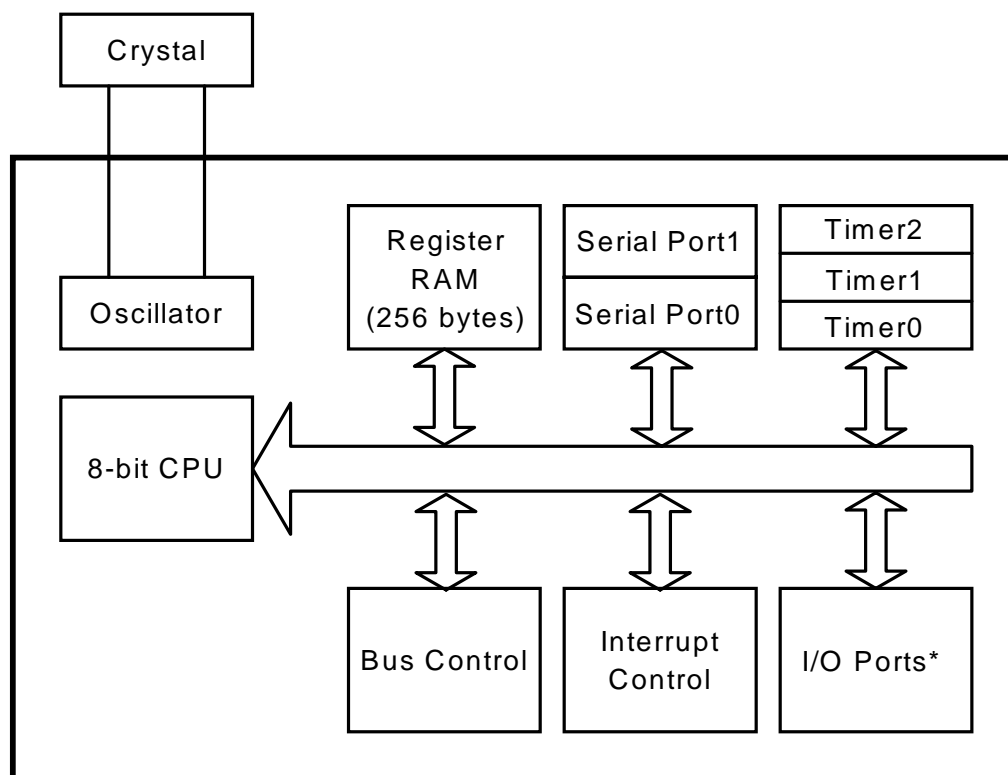 Crystal
Oscillator
Register
RAM
(256 bytes)
Serial Port1
Serial Port0
Timer2
Timer1
Timer0
8-bit CPU
Bus Control
Interrupt
Control
I/O Ports*